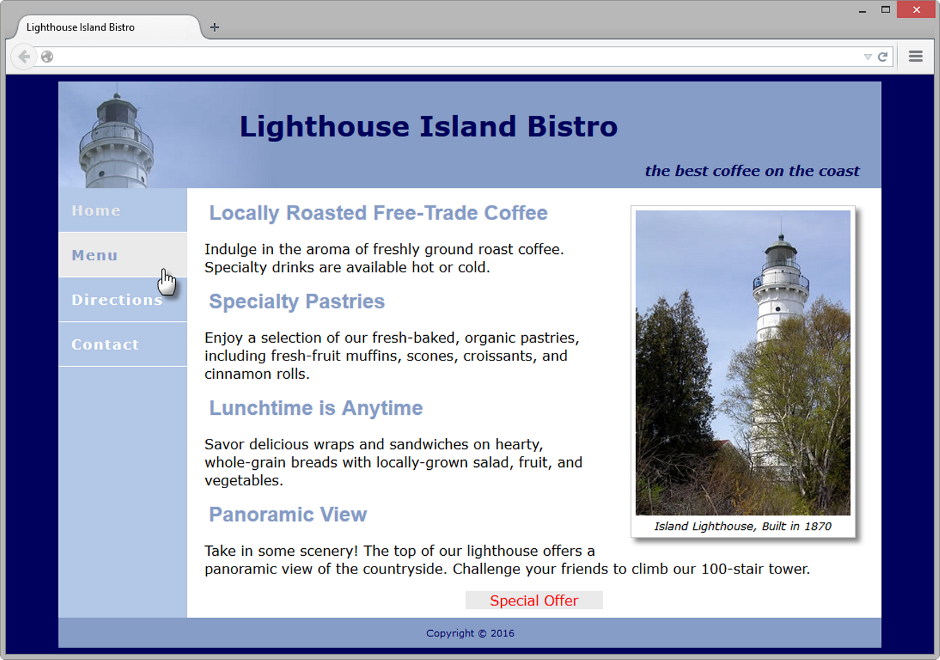 Lighthouse Island Bistro
Lighthouse Island Bistro
the best coffee on the coast
Home
Menu
Directions
Contact
Locally Roasted Free-Trade Coffee
Indulge in the aroma of freshly ground roast coffee.
Specialty drinks are available hot or cold.
Specialty Pastries
Enjoy a selection of our fresh-baked, organic pastries,
including fresh-fruit muffins, scones, croissants, and
cinnamon rolls.
Lunchtime is Anytime
Savor delicious wraps and sandwiches on hearty,
whole-grain breads with locally-grown salad, fruit, and
vegetables.
Panoramic View
Take in some scenery! The top of our lighthouse offers a
panoramic view of the countryside. Challenge your friends to climb our 100-stair tower.
Island Lighthouse, Built in 1870
Special Offer
Copyright © 2016